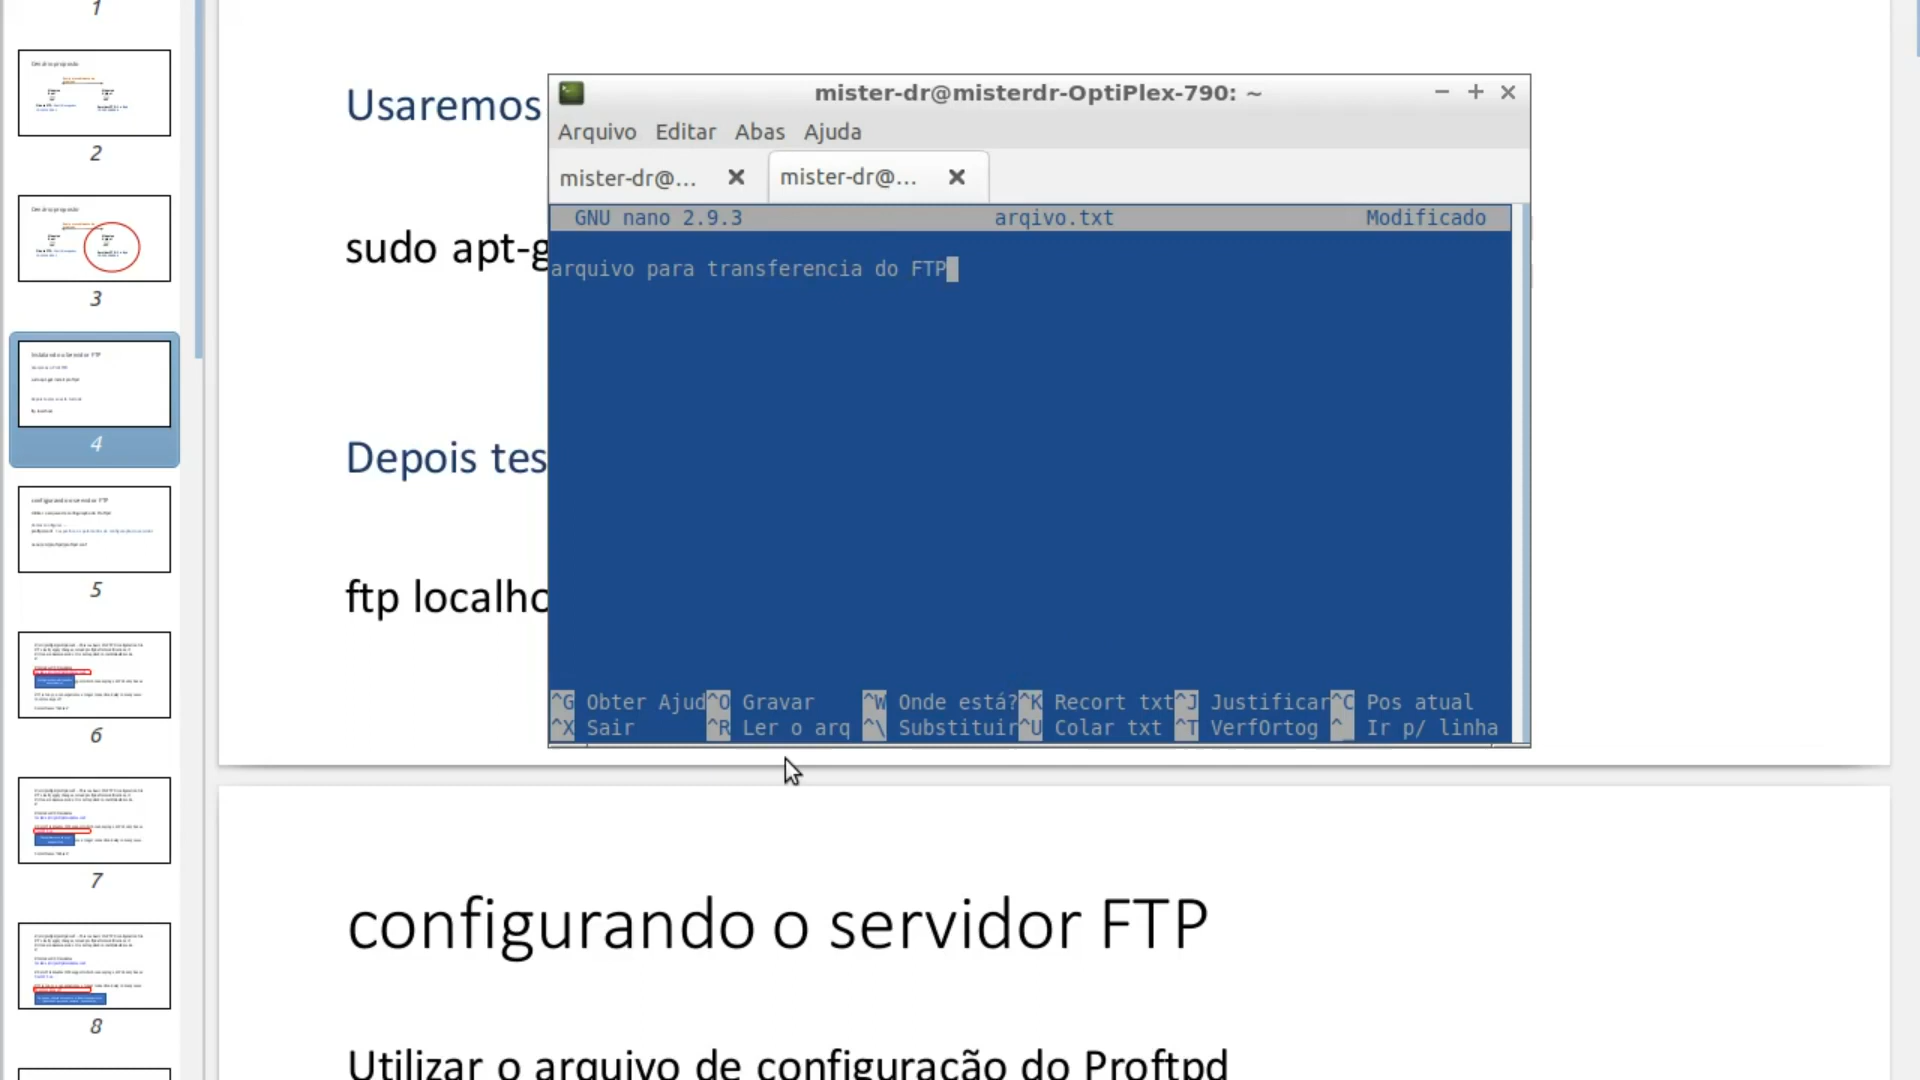 1
2
3
4
5
6
7
8
Usaremos
sudo apt-g
Depois tes
ftp localho
mister-dr@misterdr-OptiPlex-790: ~
Arquivo Editar Abas Ajuda
mister-dr@... mister-dr@...
GNU nano 2.9.3 arqivo.txt Modificado
arquivo para transferencia do FTP
^G Obter Ajud ^O Gravar ^W Onde está? ^K Recort txt ^J Justificar ^C Pos atual
^X Sair ^R Ler o arq ^\ Substituir ^U Colar txt ^T VerfOrtog ^_ Ir p/ linha
configurando o servidor FTP
Utilizar o arquivo de configuração do Proftpd